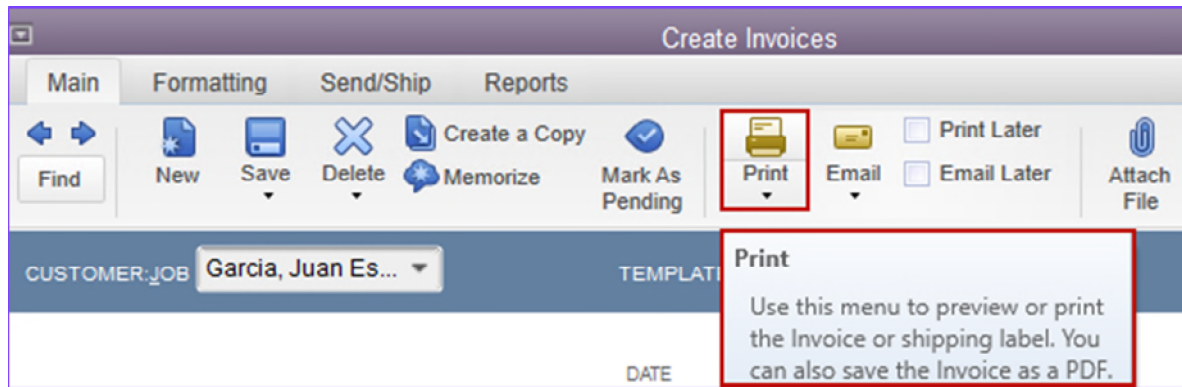 Create Invoices
Main Formatting Send/Ship Reports
Find
New
Save
Delete
Create a Copy
Memorize
Mark As
Pending
Print
Email
Print Later
Email Later
Attach
File
CUSTOMER:JOB Garcia, Juan Es...
TEMPLAT
Print
Use this menu to preview or print
the Invoice or shipping label. You
can also save the Invoice as a PDF.
DATE